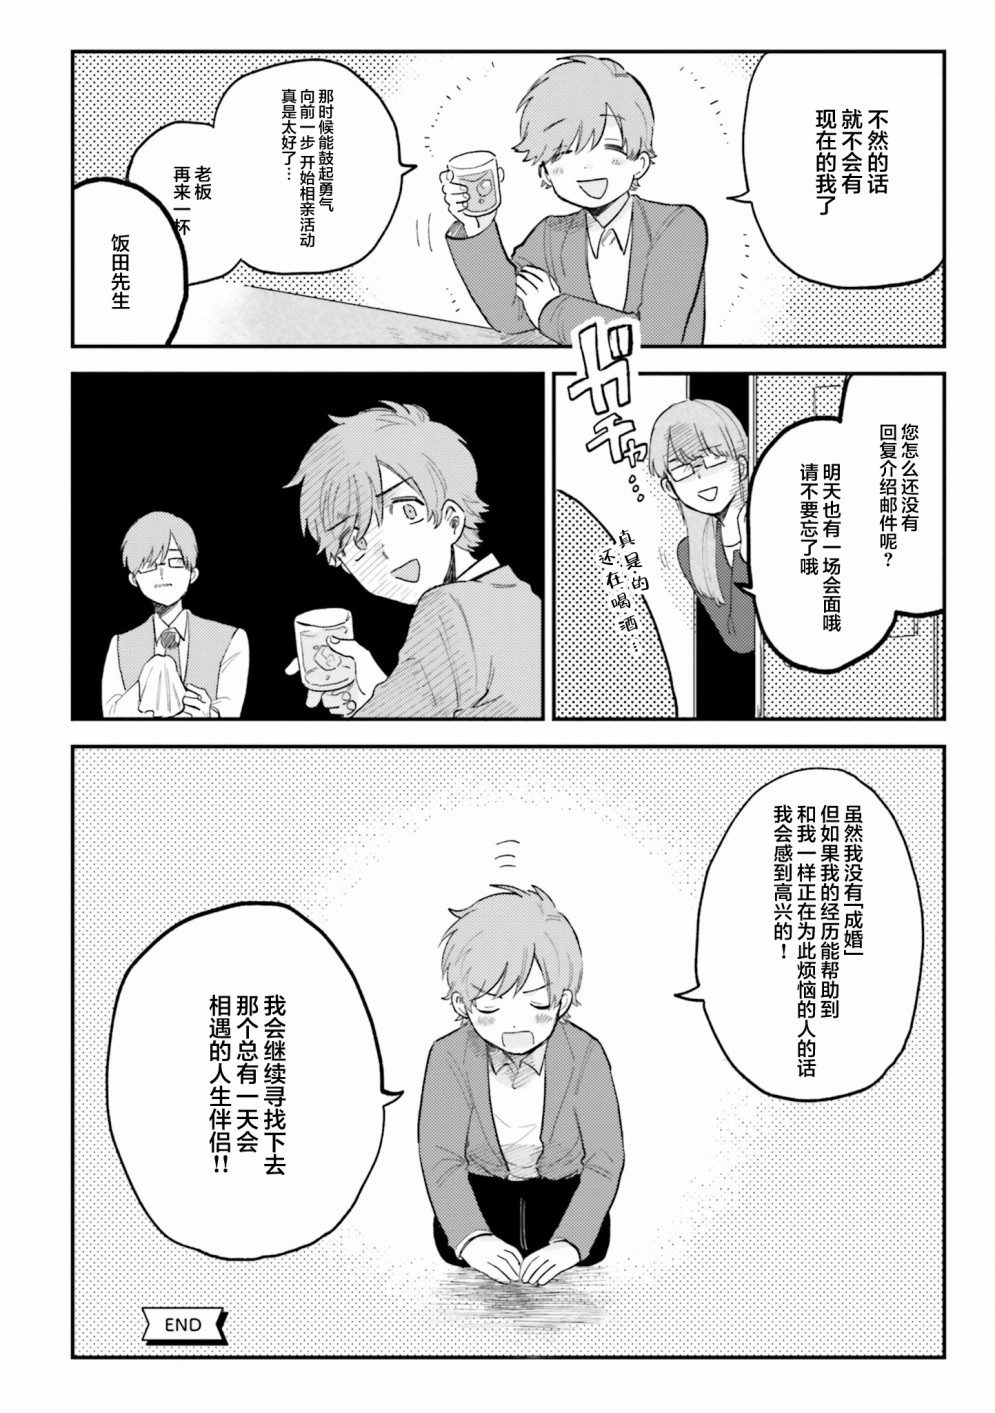 不然的话
就不会有
现在的我了
那时候能鼓起勇气
向前一步 开始相亲活动
真是太好了…
老板
再来一杯
饭田先生
您怎么还没有
回复介绍邮件呢?
明天也有一场会面哦
请不要忘了哦
ガチャ…
真是的
还在喝酒…
虽然我没有「成婚」
但如果我的经历能帮助到
和我一样正在为此烦恼的人的话
我会感到高兴的!
我会继续寻找下去
那个总有一天会
相遇的人生伴侣!!
END